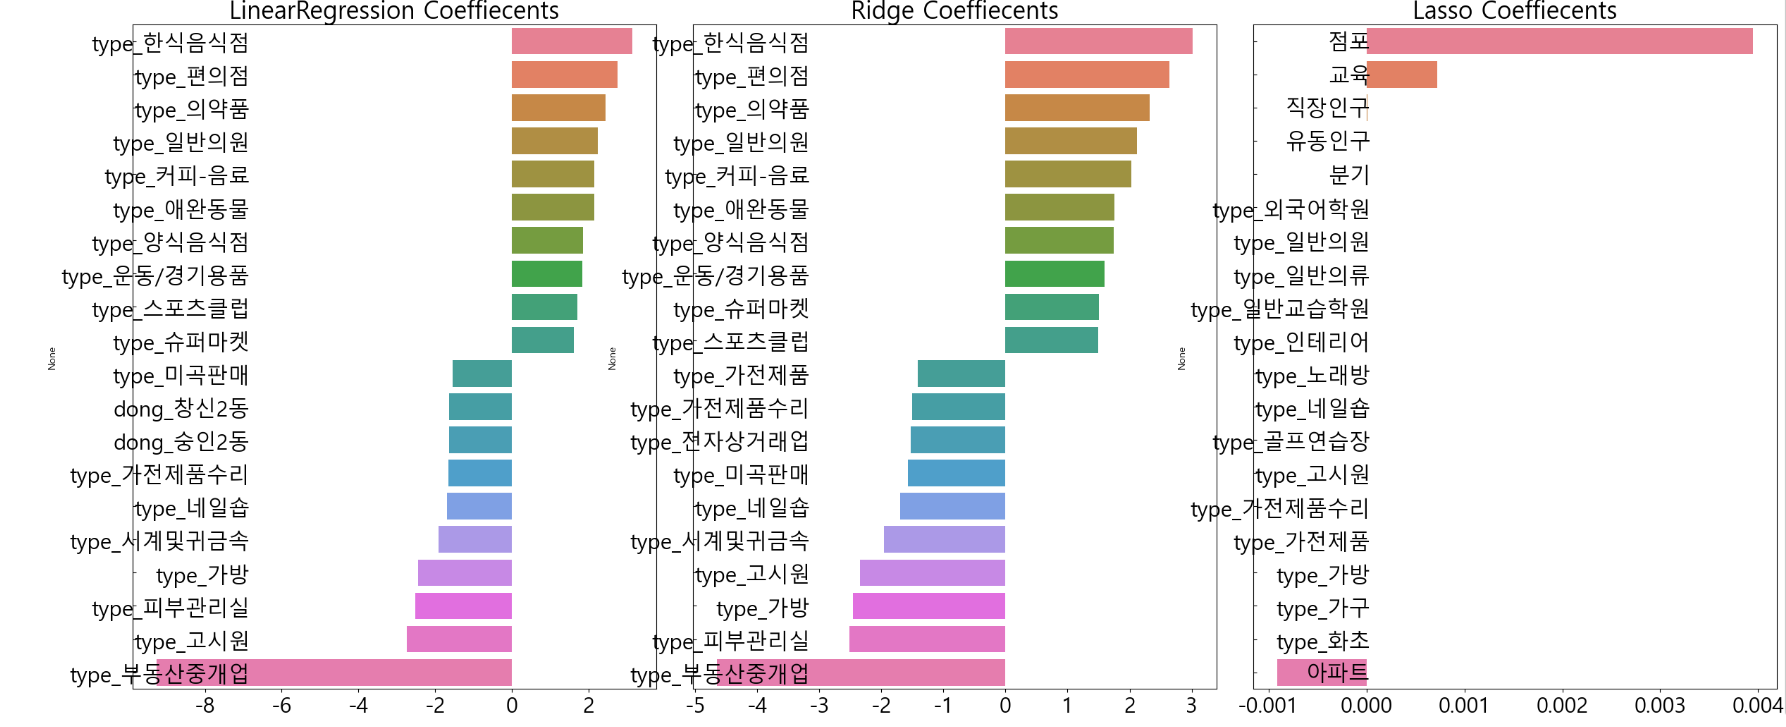 LinearRegression Coeffiecents
type_한식음식점
type_편의점
type_의약품
type_일반의원
type_커피-음료
type_애완동물
type_양식음식점
type_운동/경기용품
type_스포츠클럽
type_슈퍼마켓
type_미곡판매
dong_창신2동
dong_숭인2동
type_가전제품수리
type_네일숍
type_시계및귀금속
type_가방
type_피부관리실
type_고시원
type_부동산중개업
None
-8 -6 -4 -2 0 2
Ridge Coeffiecents
type_한식음식점
type_편의점
type_의약품
type_일반의원
type_커피-음료
type_애완동물
type_양식음식점
type_운동/경기용품
type_슈퍼마켓
type_스포츠클럽
type_가전제품
type_가전제품수리
type_전자상거래업
type_미곡판매
type_네일숍
type_시계및귀금속
type_고시원
type_가방
type_피부관리실
type_부동산중개업
None
-5 -4 -3 -2 -1 0 1 2 3
Lasso Coeffiecents
점포
교육
직장인구
유동인구
분기
type_외국어학원
type_일반의원
type_일반의류
type_일반교습학원
type_인테리어
type_노래방
type_네일숍
type_골프연습장
type_고시원
type_가전제품수리
type_가전제품
type_가방
type_가구
type_화초
아파트
None
-0.001 0.000 0.001 0.002 0.003 0.004